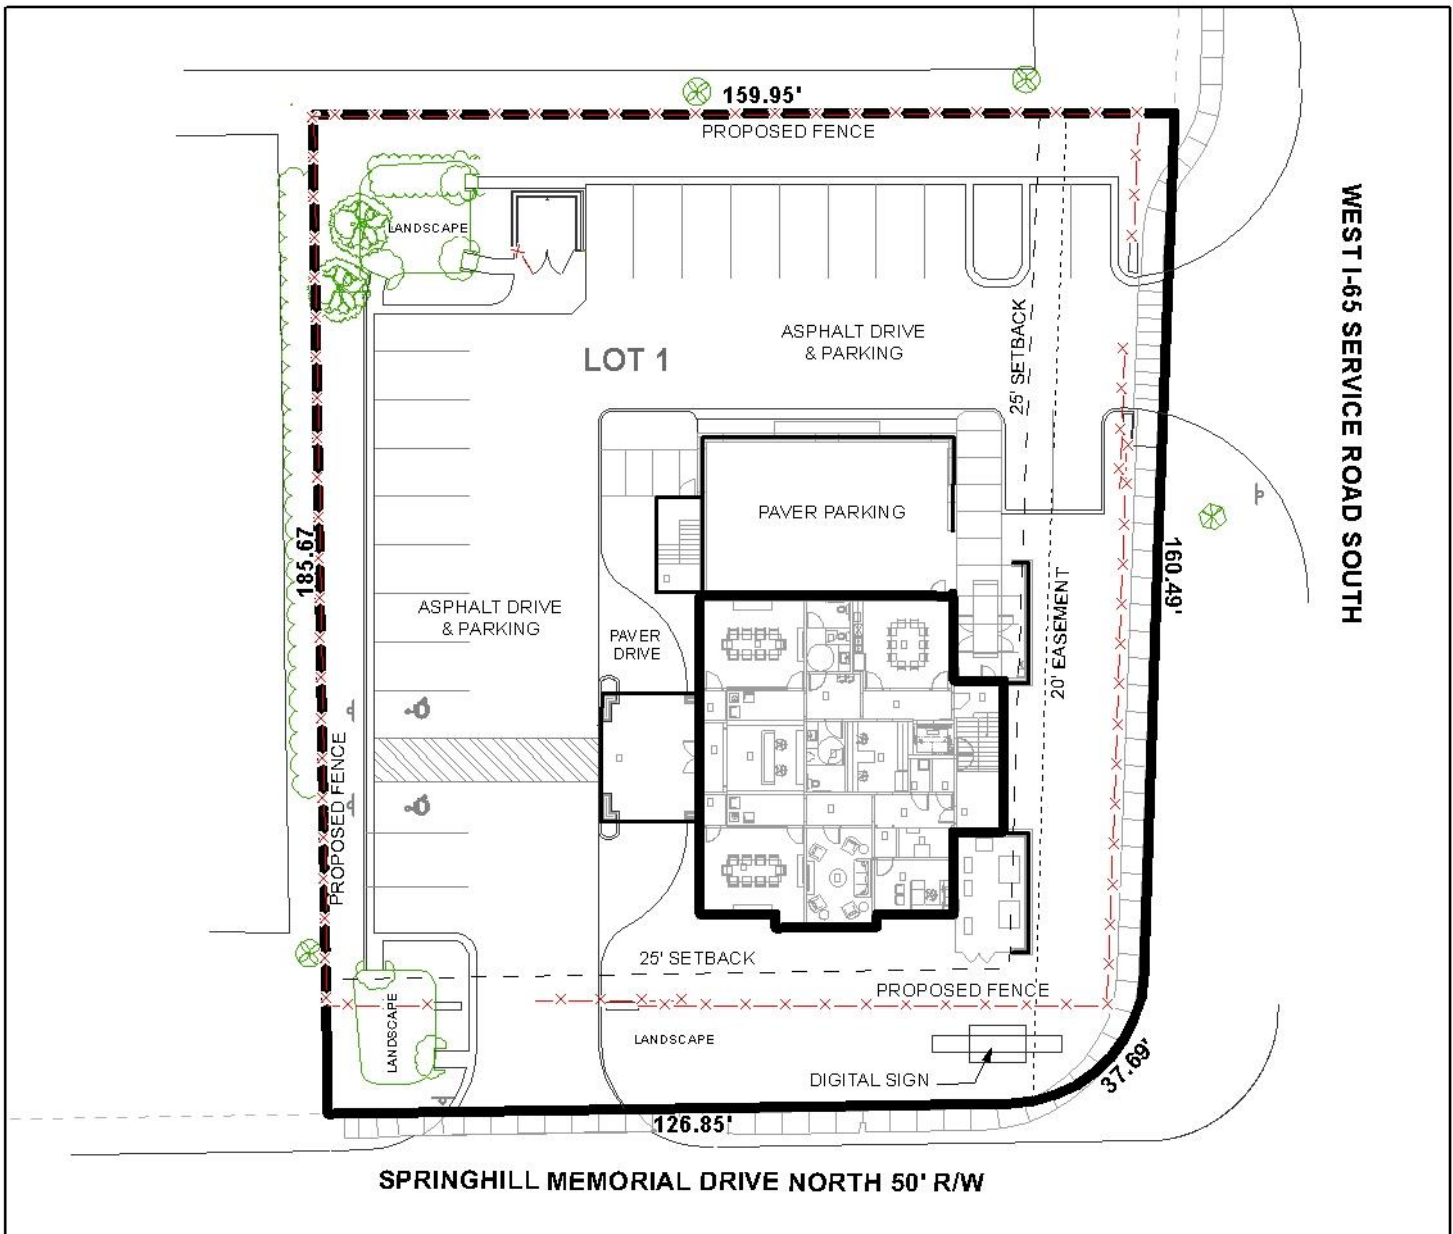 159.95'
PROPOSED FENCE
LANDSCAPE
WEST I-65 SERVICE ROAD SOUTH
25' SETBACK
ASPHALT DRIVE
& PARKING
LOT 1
PAVER PARKING
185.67
160.49'
20' EASEMENT
ASPHALT DRIVE
& PARKING
PAVER
DRIVE
PROPOSED FENCE
25' SETBACK
PROPOSED FENCE
LANDSCAPE
LANDSCAPE
DIGITAL SIGN
37.69'
126.85'
SPRINGHILL MEMORIAL DRIVE NORTH 50' R/W